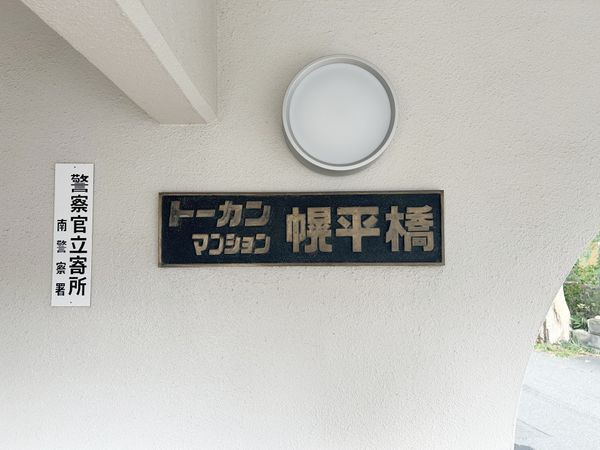 警察官立寄所
南警察署
トーカン
マンション
幌平橋